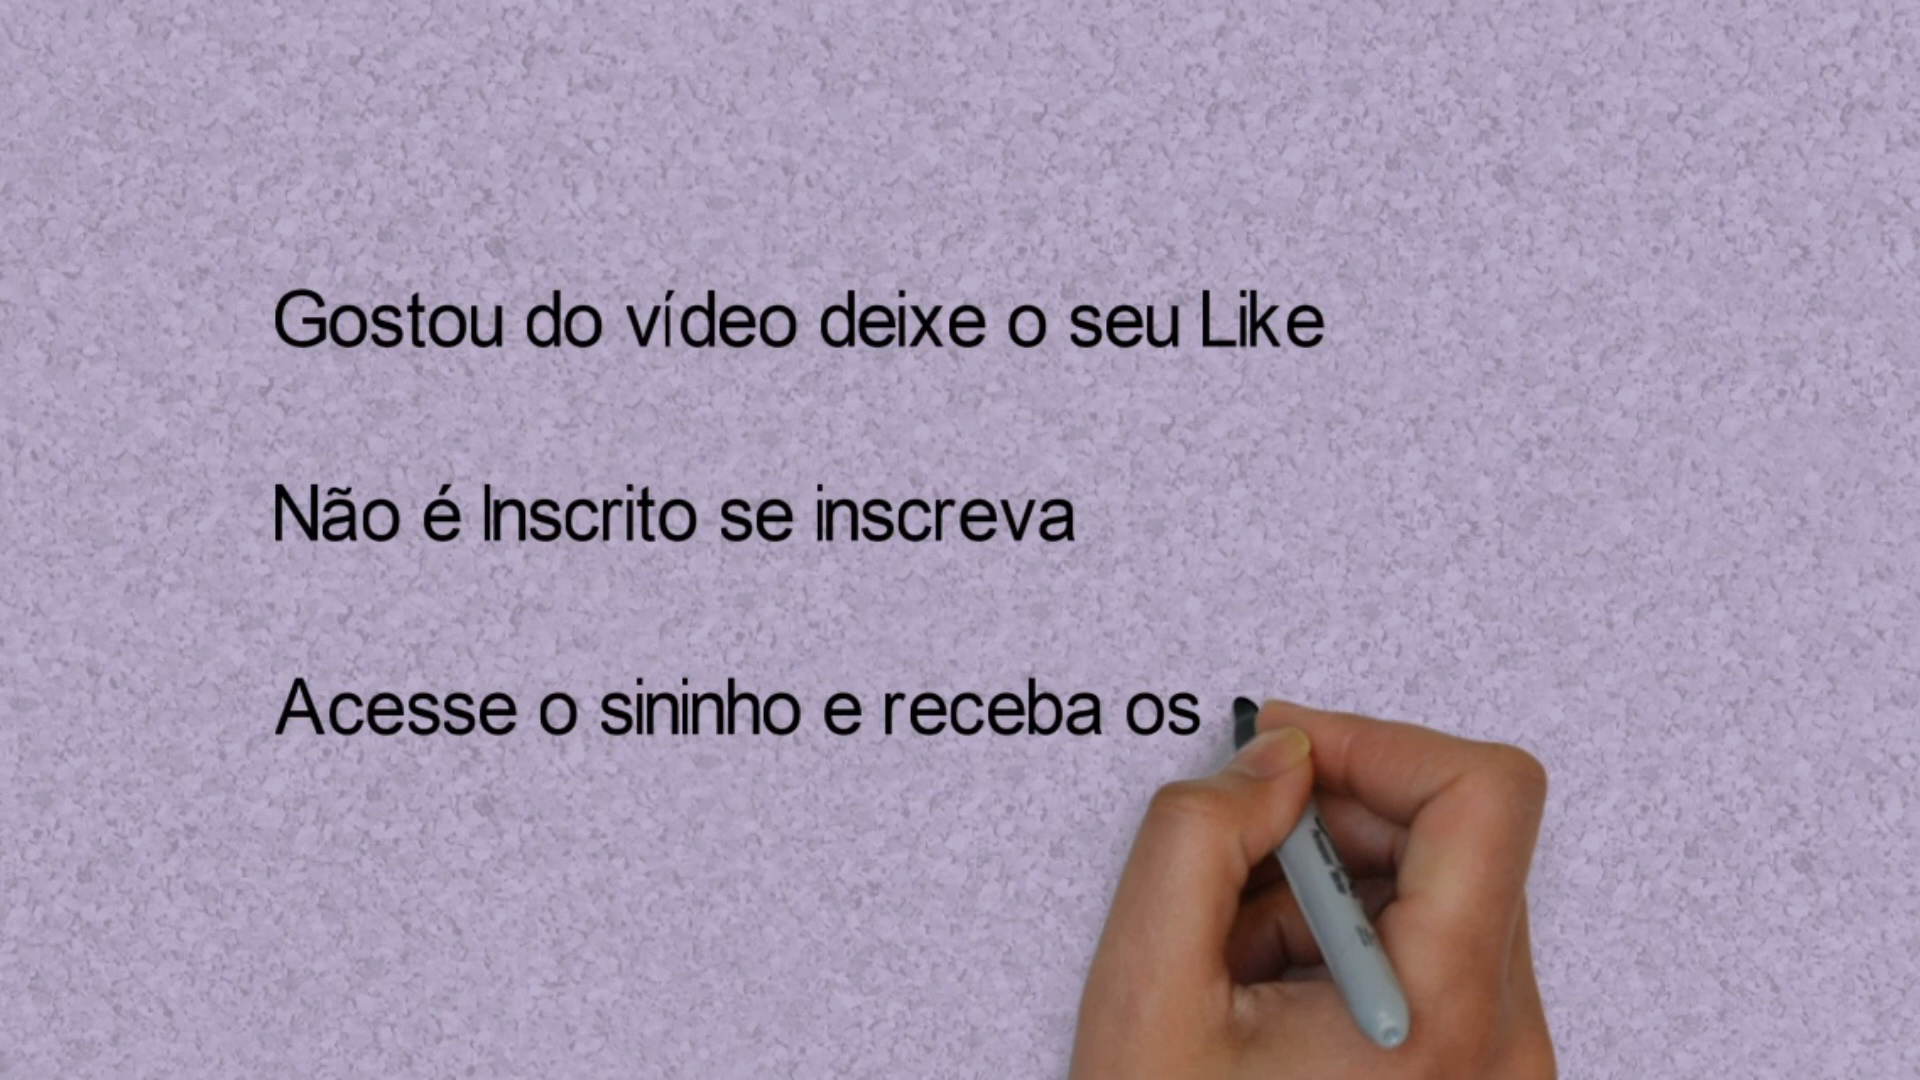 Gostou do vídeo deixe o seu Like
Não é Inscrito se inscreva
Acesse o sininho e receba os